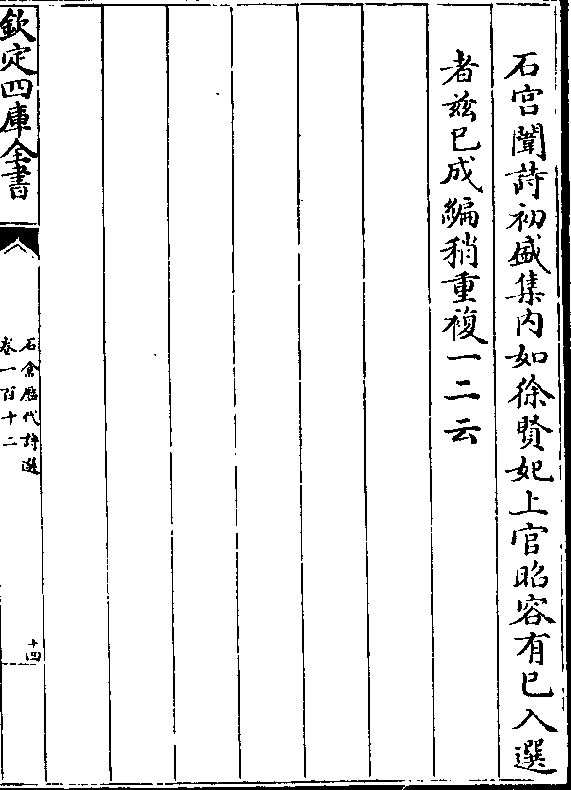 石宫闈詩初盛集内如徐賢妃上官昭容有已入選
者兹已成編稍重複一二云
欽定四庫全書
石倉歷代詩選
卷一百十二
十四